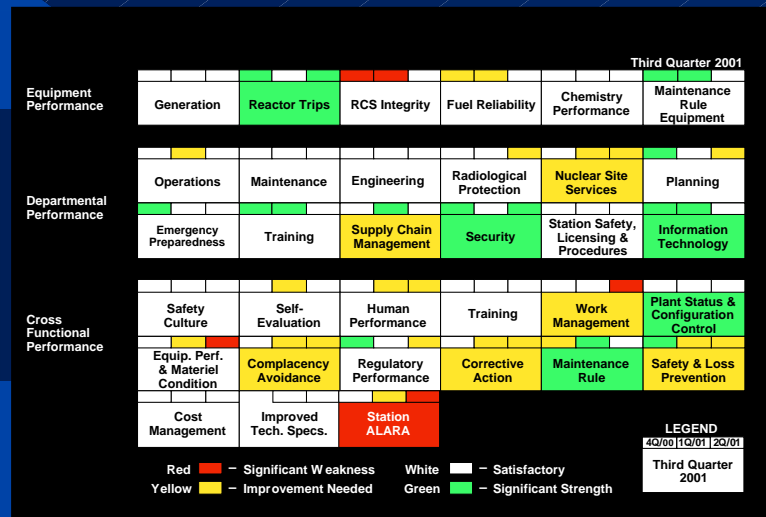 Third Quarter 2001
Equipment
Performance
Generation
Reactor Trips
RCS Integrity
Fuel Reliability
Chemistry
Performance
Maintenance
Rule
Equipment
Departmental
Performance
Operations
Maintenance
Engineering
Radiological
Protection
Nuclear Site
Services
Planning
Emergency
Preparedness
Training
Supply Chain
Management
Security
Station Safety,
Licensing &
Procedures
Information
Technology
Cross
Functional
Performance
Safety
Culture
Self-
Evaluation
Human
Performance
Training
Work
Management
Plant Status &
Configuration
Control
Equip. Perf.
& Materiel
Condition
Complacency
Avoidance
Regulatory
Performance
Corrective
Action
Maintenance
Rule
Safety & Loss
Prevention
Cost
Management
Improved
Tech. Specs.
Station
ALARA
LEGEND
4Q/00 1Q/01 2Q/01
Third Quarter
2001
Red – Significant Weakness White – Satisfactory
Yellow – Improvement Needed Green – Significant Strength